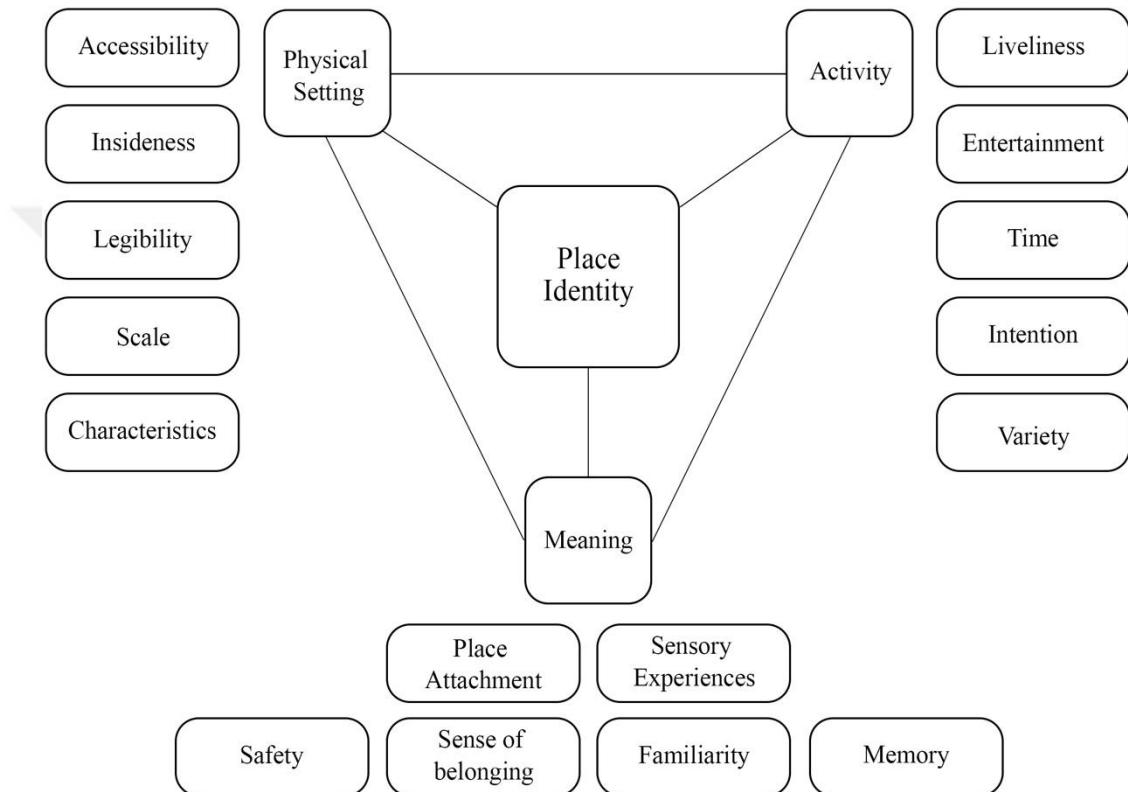 Accessibility
Physical
Setting
Activity
Liveliness
Insideness
Entertainment
Legibility
Place
Identity
Time
Scale
Intention
Characteristics
Variety
Meaning
Place
Attachment
Sensory
Experiences
Safety
Sense of
belonging
Familiarity
Memory